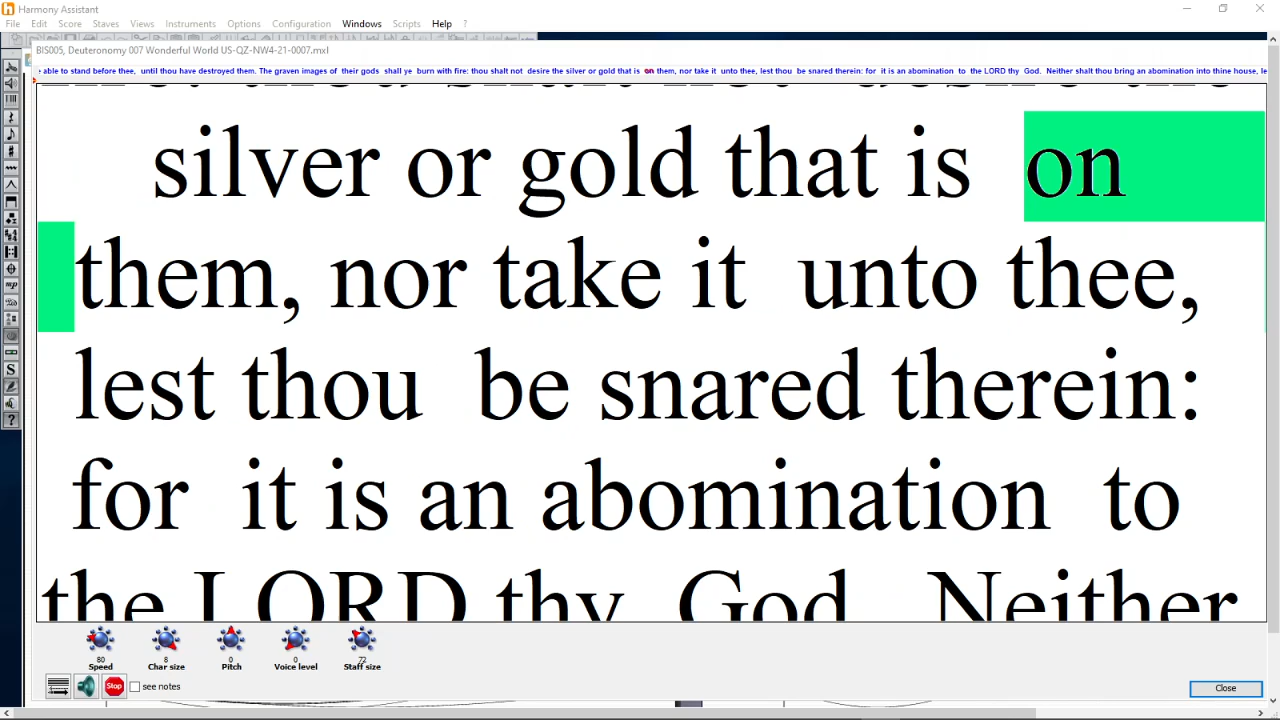 Harmony Assistant
File Edit Score Staves Views Instruments Options Configuration Windows Scripts Help ?
BIS005, Deuteronomy 007 Wonderful World US-QZ-NW4-21-0007.mxl
able to stand before thee, until thou have destroyed them. The graven images of their gods shall ye burn with fire: thou shalt not desire the silver or gold that is on them, nor take it unto thee, lest thou be snared therein: for it is an abomination to the LORD thy God. Neither shalt thou bring an abomination into thine house, le
silver or gold that is on
them, nor take it unto thee,
lest thou be snared therein:
for it is an abomination to
the LORD thy God. Neither
80 8 0 0 72
Speed Char size Pitch Voice level Staff size
Stop see notes Close